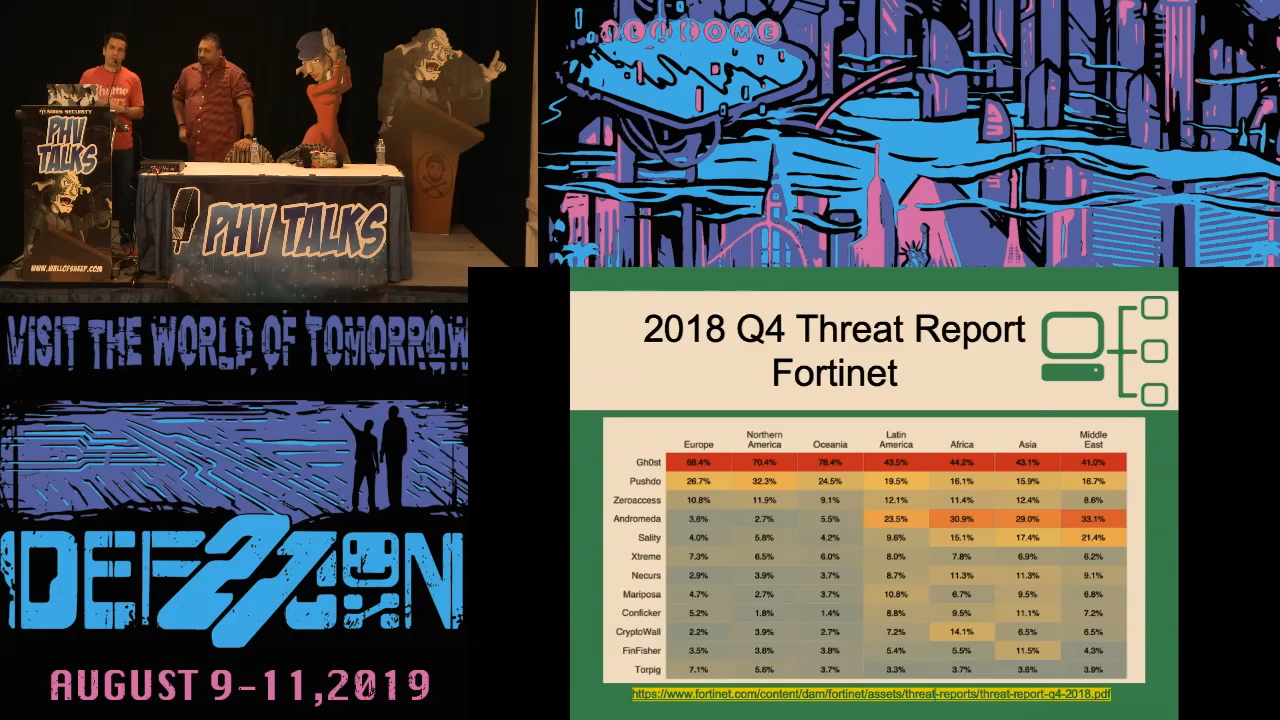 WELCOME
NAGS SECURITY
PHV
TALKS
WWW.WALLOFSHEEP.COM
PHV TALKS
VISIT THE WORLD OF TOMORROW
DEF CON 27
AUGUST 9-11,2019
2018 Q4 Threat Report
Fortinet
Europe Northern America Oceania Latin America Africa Asia Middle East
Gh0st 68.4% 70.4% 78.4% 43.5% 44.2% 43.1% 41.0%
Pushdo 26.7% 32.3% 24.5% 19.5% 16.1% 15.9% 16.7%
Zeroaccess 10.8% 11.9% 9.1% 12.1% 11.4% 12.4% 8.6%
Andromeda 3.6% 2.7% 5.5% 23.5% 30.9% 29.0% 33.1%
Sality 4.0% 5.8% 4.2% 9.6% 15.1% 17.4% 21.4%
Xtreme 7.3% 6.5% 6.0% 8.0% 7.8% 6.9% 6.2%
Necurs 2.9% 3.9% 3.7% 8.7% 11.3% 11.3% 9.1%
Mariposa 4.7% 2.7% 3.7% 10.8% 6.7% 9.5% 6.8%
Conficker 5.2% 1.8% 1.4% 8.8% 9.5% 11.1% 7.2%
CryptoWall 2.2% 3.9% 2.7% 7.2% 14.1% 6.5% 6.5%
FinFisher 3.5% 3.8% 3.8% 5.4% 5.5% 11.5% 4.3%
Torpig 7.1% 5.6% 3.7% 3.3% 3.7% 3.6% 3.9%
https://www.fortinet.com/content/dam/fortinet/assets/threat-reports/threat-report-q4-2018.pdf